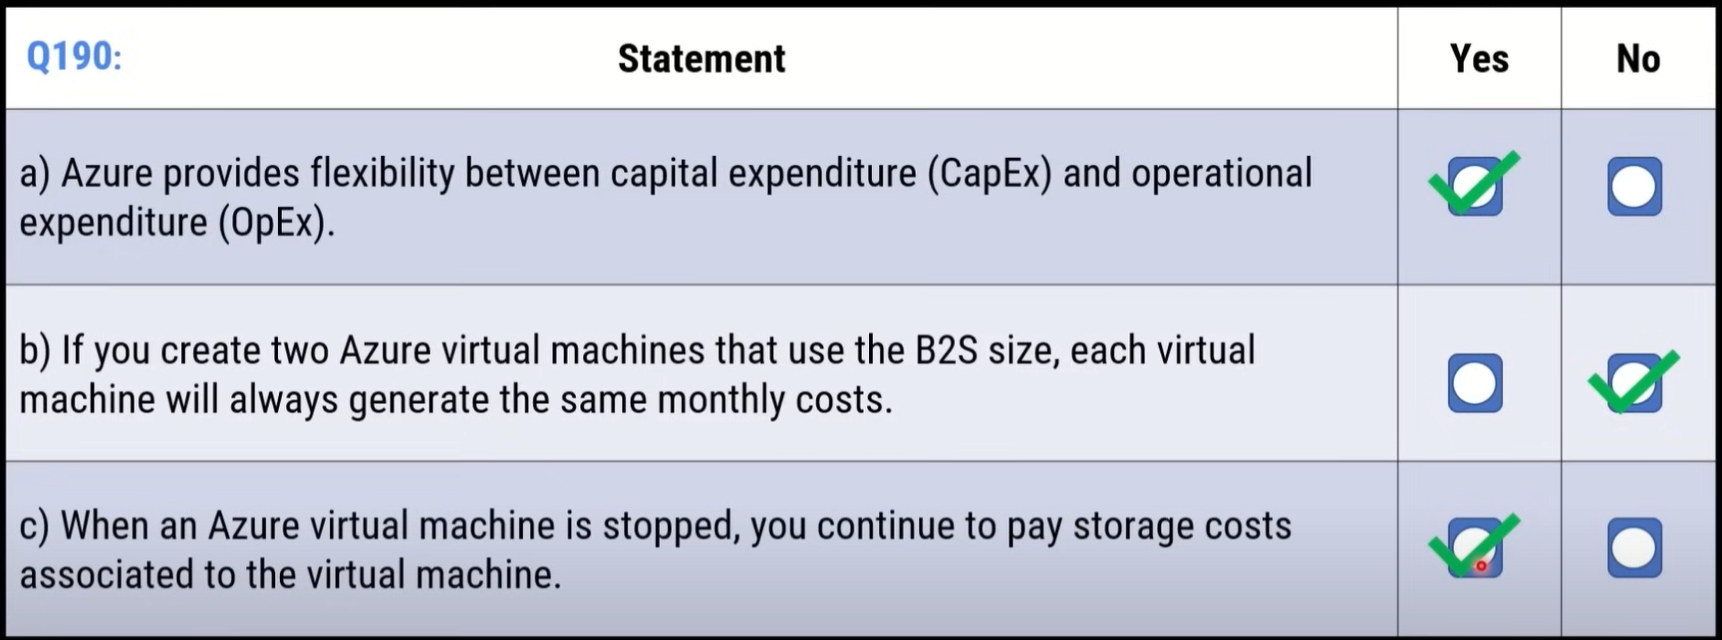 Q190: Statement Yes No
a) Azure provides flexibility between capital expenditure (CapEx) and operational
expenditure (OpEx).
b) If you create two Azure virtual machines that use the B2S size, each virtual
machine will always generate the same monthly costs.
c) When an Azure virtual machine is stopped, you continue to pay storage costs
associated to the virtual machine.